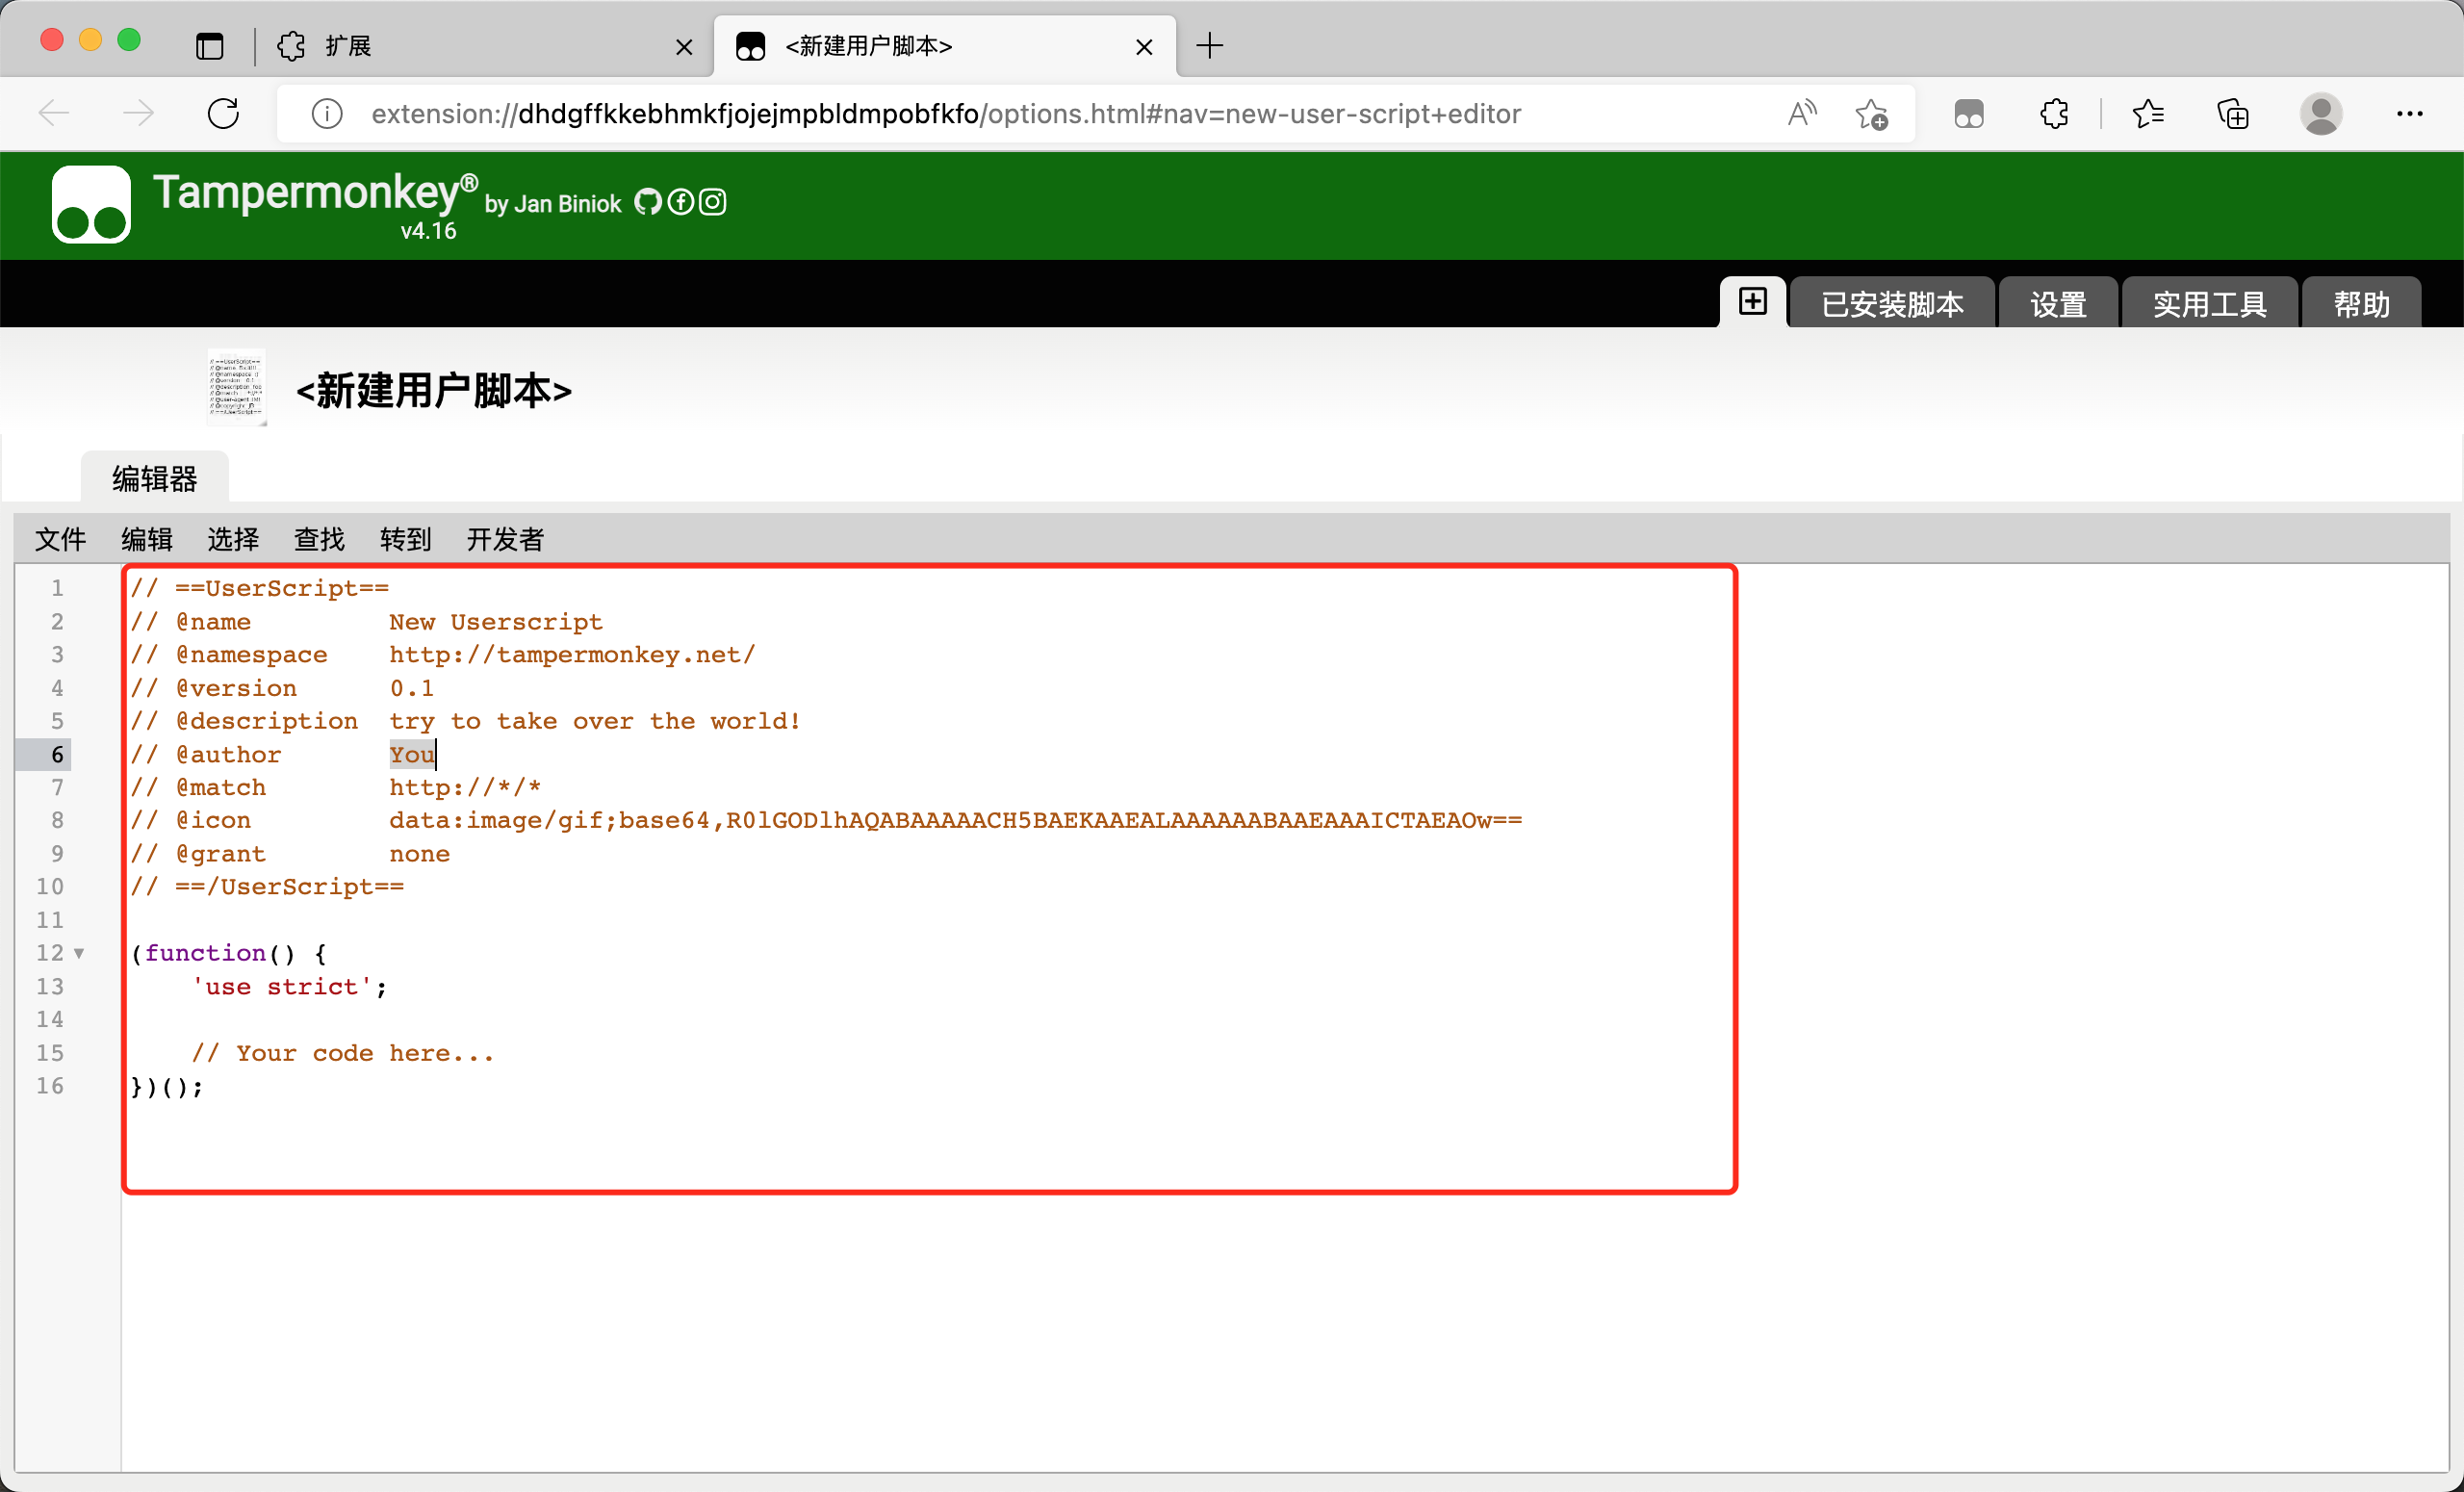 扩展
<新建用户脚本>
extension://dhdgffkkebhmkfjojejmpbldmpobfkfo/options.html#nav=new-user-script+editor
Tampermonkey® by Jan Biniok
v4.16
已安装脚本 设置 实用工具 帮助
<新建用户脚本>
编辑器
文件 编辑 选择 查找 转到 开发者
1 // ==UserScript==
2 // @name         New Userscript
3 // @namespace    http://tampermonkey.net/
4 // @version      0.1
5 // @description  try to take over the world!
6 // @author       You
7 // @match        http://*/*
8 // @icon         data:image/gif;base64,R0lGODlhAQABAAAAACH5BAEKAAEALAAAAAABAAEAAAICTAEAOw==
9 // @grant        none
10 // ==/UserScript==
11
12 (function() {
13     'use strict';
14
15     // Your code here...
16 })();